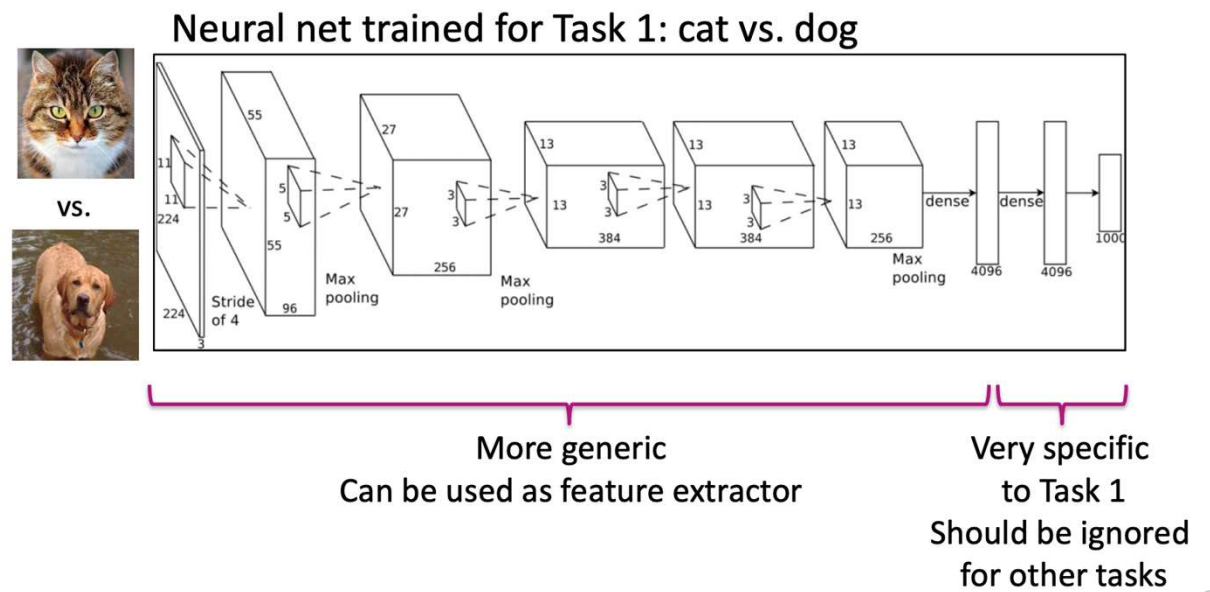 Neural net trained for Task 1: cat vs. dog
vs.
11
11
224
224
3
Stride
of 4
55
55
96
5
5
Max
pooling
27
27
256
3
3
Max
pooling
13
13
384
3
3
13
13
384
3
3
13
13
256
Max
pooling
dense
4096
dense
4096
1000
More generic
Can be used as feature extractor
Very specific
to Task 1
Should be ignored
for other tasks